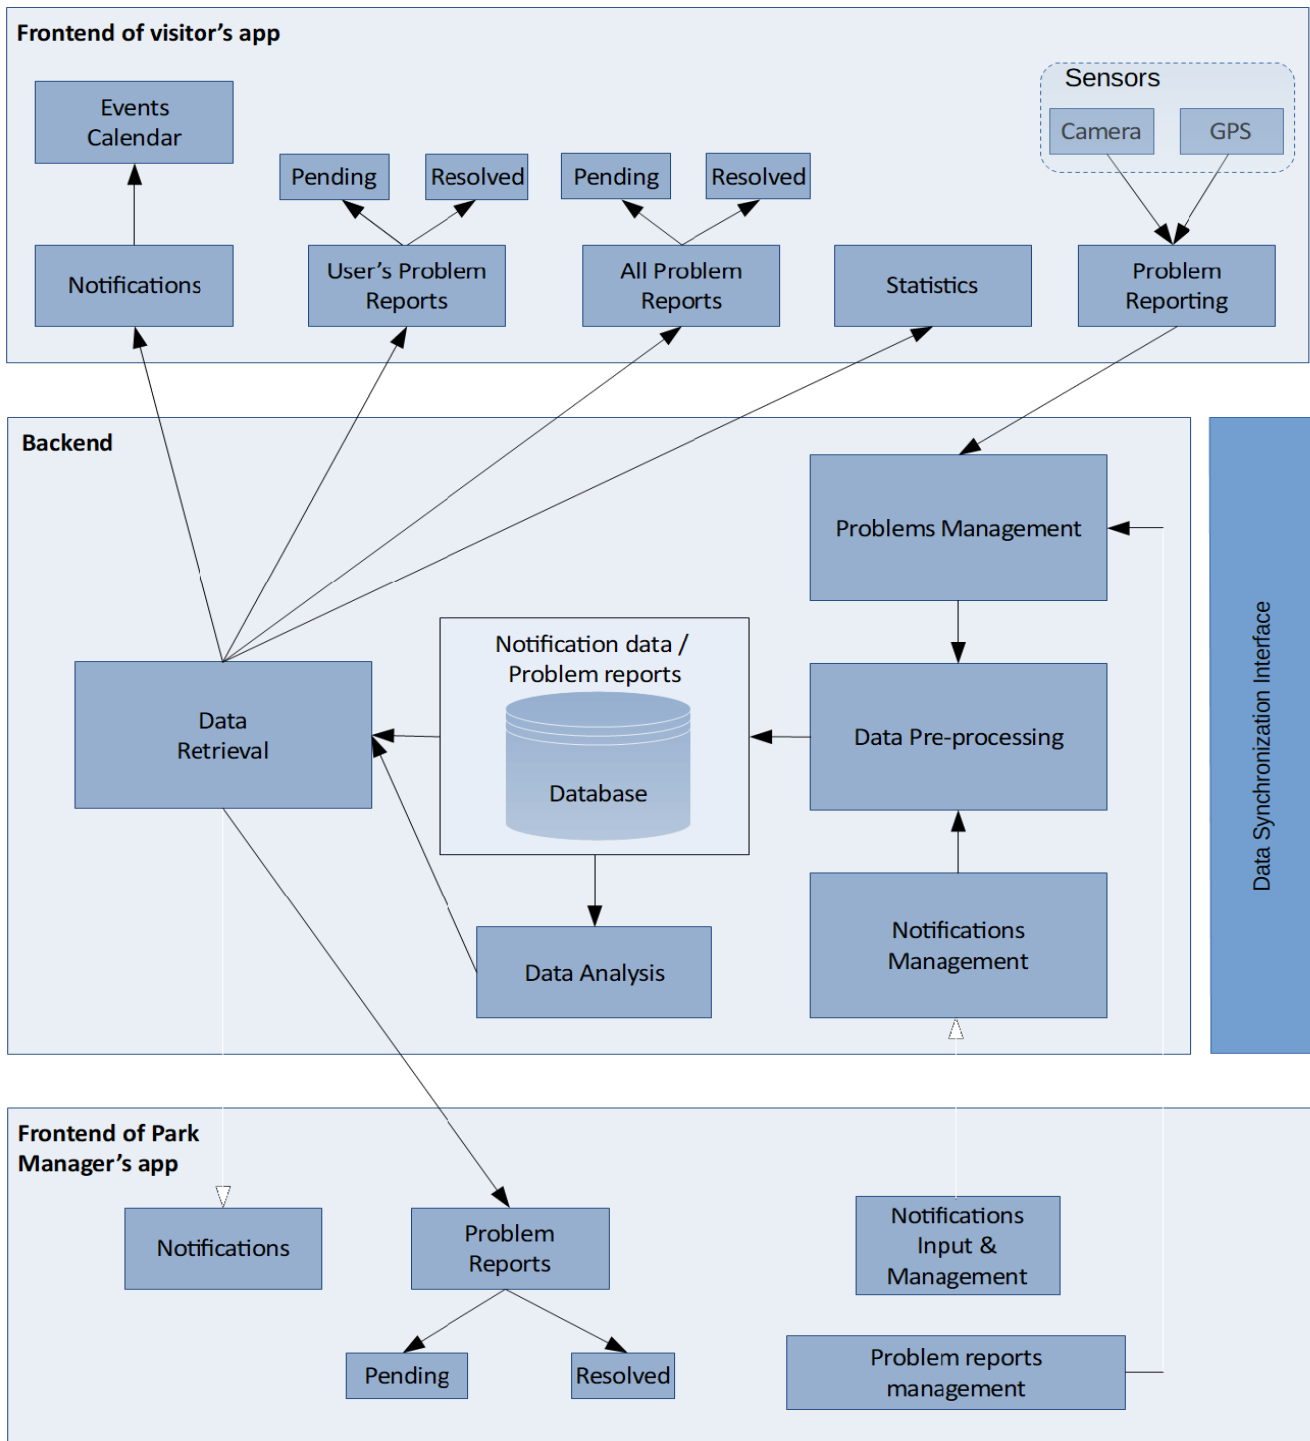 Frontend of visitor’s app
Sensors
Camera
GPS
Events
Calendar
Pending
Resolved
Pending
Resolved
Notifications
User’s Problem
Reports
All Problem
Reports
Statistics
Problem
Reporting
Backend
Problems Management
Notification data /
Problem reports
Database
Data
Retrieval
Data Pre-processing
Data Analysis
Notifications
Management
Data Synchronization Interface
Frontend of Park
Manager’s app
Notifications
Problem
Reports
Notifications
Input &
Management
Pending
Resolved
Problem reports
management